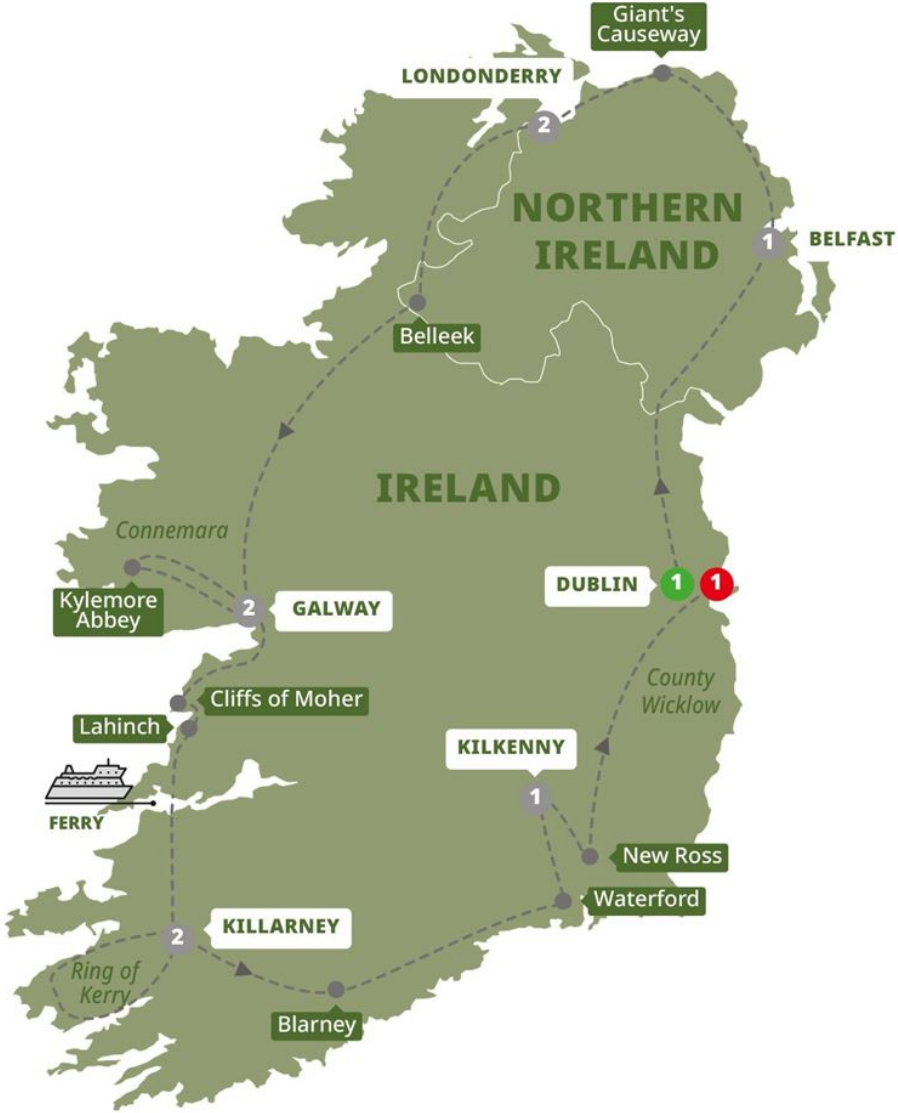 Giant's
Causeway
LONDONDERRY
2
NORTHERN
IRELAND
1
BELFAST
Belleek
IRELAND
Connemara
Kylemore
Abbey
2
GALWAY
DUBLIN
1
1
County
Wicklow
Cliffs of Moher
Lahinch
FERRY
KILKENNY
1
New Ross
Waterford
2
KILLARNEY
Ring of
Kerry
Blarney